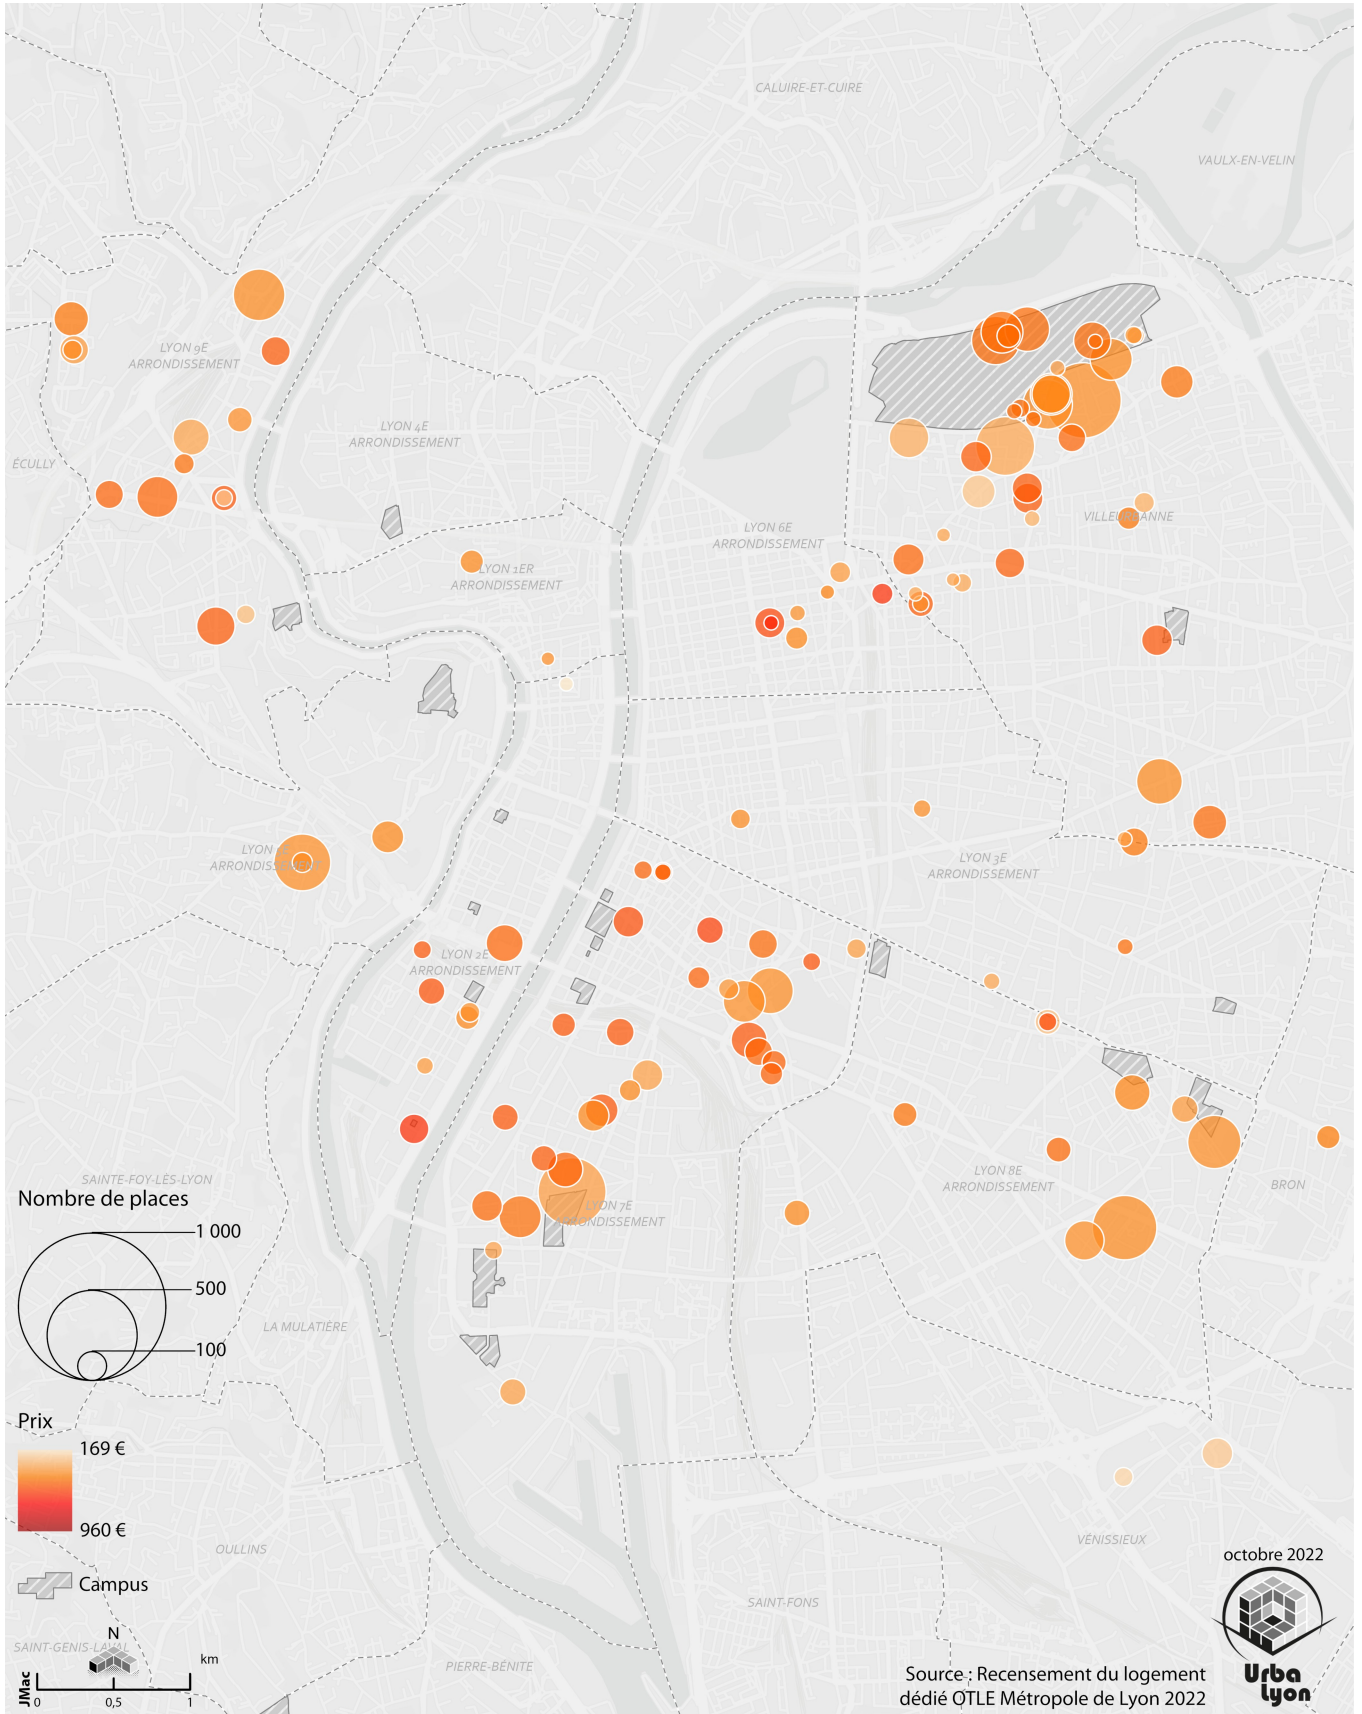 CALUIRE-ET-CUIRE
VAULX-EN-VELIN
LYON 9E
ARRONDISSEMENT
LYON 4E
ARRONDISSEMENT
ÉCULLY
LYON 6E
ARRONDISSEMENT
VILLEURBANNE
LYON 1ER
ARRONDISSEMENT
LYON
ARRONDISSEMENT
LYON 3E
ARRONDISSEMENT
LYON 2E
ARRONDISSEMENT
SAINTE-FOY-LÈS-LYON
LYON 8E
ARRONDISSEMENT
BRON
LYON 7E
ARRONDISSEMENT
Nombre de places
1 000
500
100
LA MULATIÈRE
Prix
169 €
960 €
OULLINS
VÉNISSIEUX
Campus
SAINT-FONS
SAINT-GENIS-LAVAL
PIERRE-BÉNITE
N
km
0
0,5
1
JMac
octobre 2022
Source : Recensement du logement
dédié OTLE Métropole de Lyon 2022
Urba
Lyon